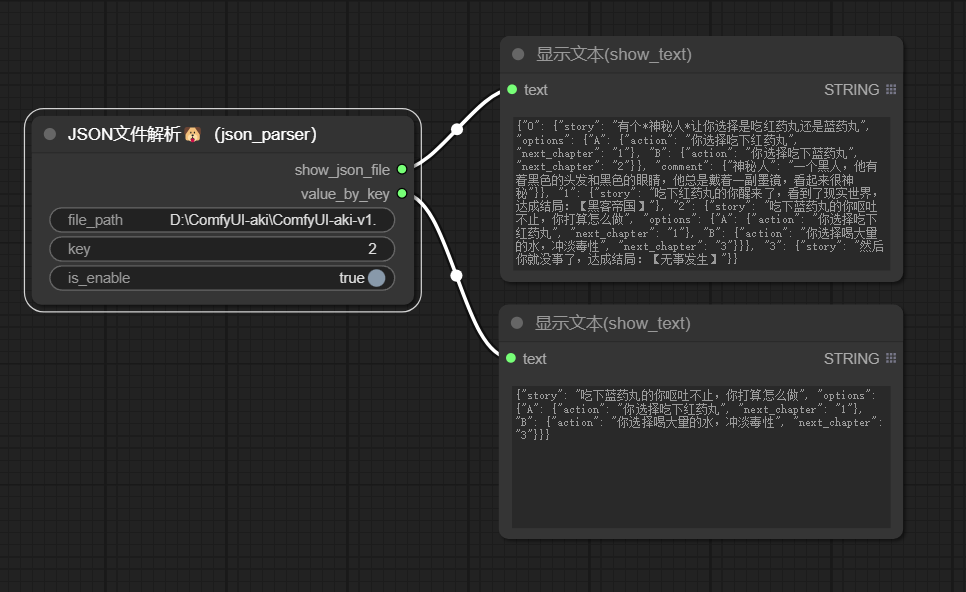 JSON文件解析🙈（json_parser）
show_json_file
value_by_key
file_path D:\ComfyUI-aki\ComfyUI-aki-v1.
key 2
is_enable true
显示文本(show_text)
text STRING
{"0": {"story": "有个*神秘人*让你选择是吃红药丸还是蓝药丸",
"options": {"A": {"action": "你选择吃下红药丸",
"next_chapter": "1"}, "B": {"action": "你选择吃下蓝药丸",
"next_chapter": "2"}}, "comment": {"神秘人": "一个黑人，他有
着黑色的头发和黑色的眼睛，他总是戴着一副墨镜，看起来很神
秘"}}, "1": {"story": "吃下红药丸的你醒来了，看到了现实世界，
达成结局：【黑客帝国】"}, "2": {"story": "吃下蓝药丸的你呕吐
不止，你打算怎么做", "options": {"A": {"action": "你选择吃下
红药丸", "next_chapter": "1"}, "B": {"action": "你选择喝大量
的水，冲淡毒性", "next_chapter": "3"}}}, "3": {"story": "然后
你就没事了，达成结局：【无事发生】"}}
显示文本(show_text)
text STRING
{"story": "吃下蓝药丸的你呕吐不止，你打算怎么做", "options":
{"A": {"action": "你选择吃下红药丸", "next_chapter": "1"},
"B": {"action": "你选择喝大量的水，冲淡毒性", "next_chapter":
"3"}}}